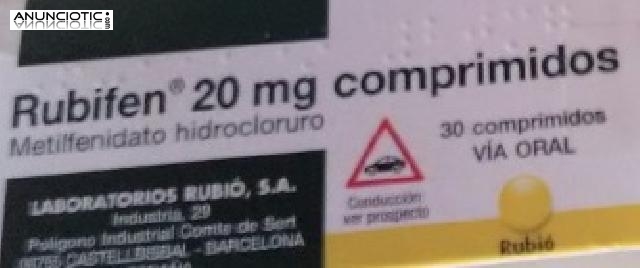 ANUNCIOTIC
Rubifen® 20 mg comprimidos
Metilfenidato hidrocloruro
30 comprimidos
VÍA ORAL
Conducción
ver prospecto
LABORATORIOS RUBIÓ, S.A.
Industria, 29
Polígono Industrial Comte de Sert
CASTELLBISBAL - BARCELONA
Rubió